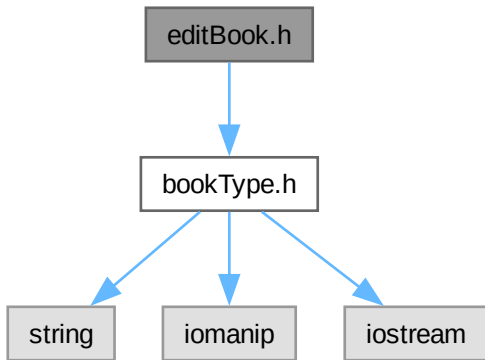 editBook.h
bookType.h
string
iomanip
iostream